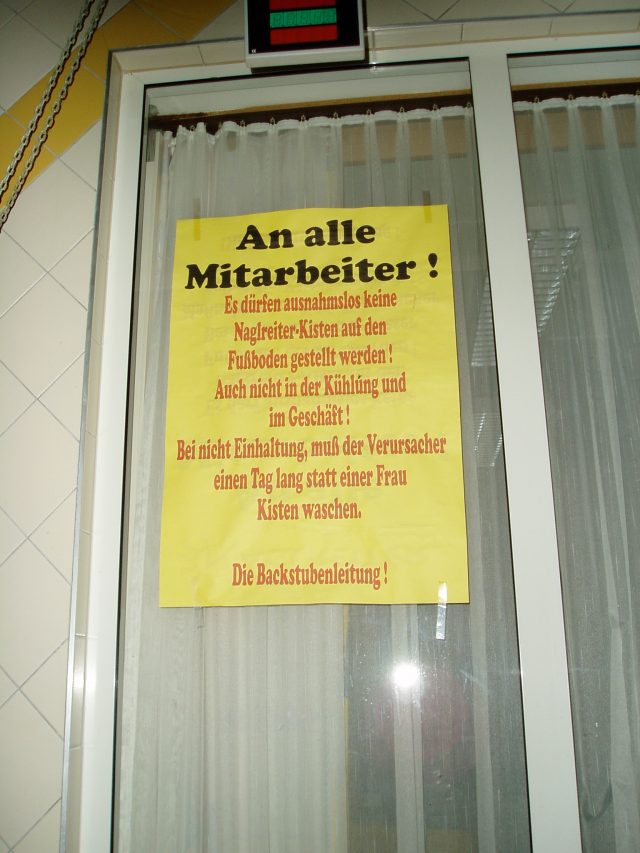 An alle
Mitarbeiter !
Es dürfen ausnahmslos keine
Naglreiter-Kisten auf den
Fußboden gestellt werden !
Auch nicht in der Kühlúng und
im Geschäft !
Bei nicht Einhaltung, muß der Verursacher
einen Tag lang statt einer Frau
Kisten waschen.
Die Backstubenleitung !